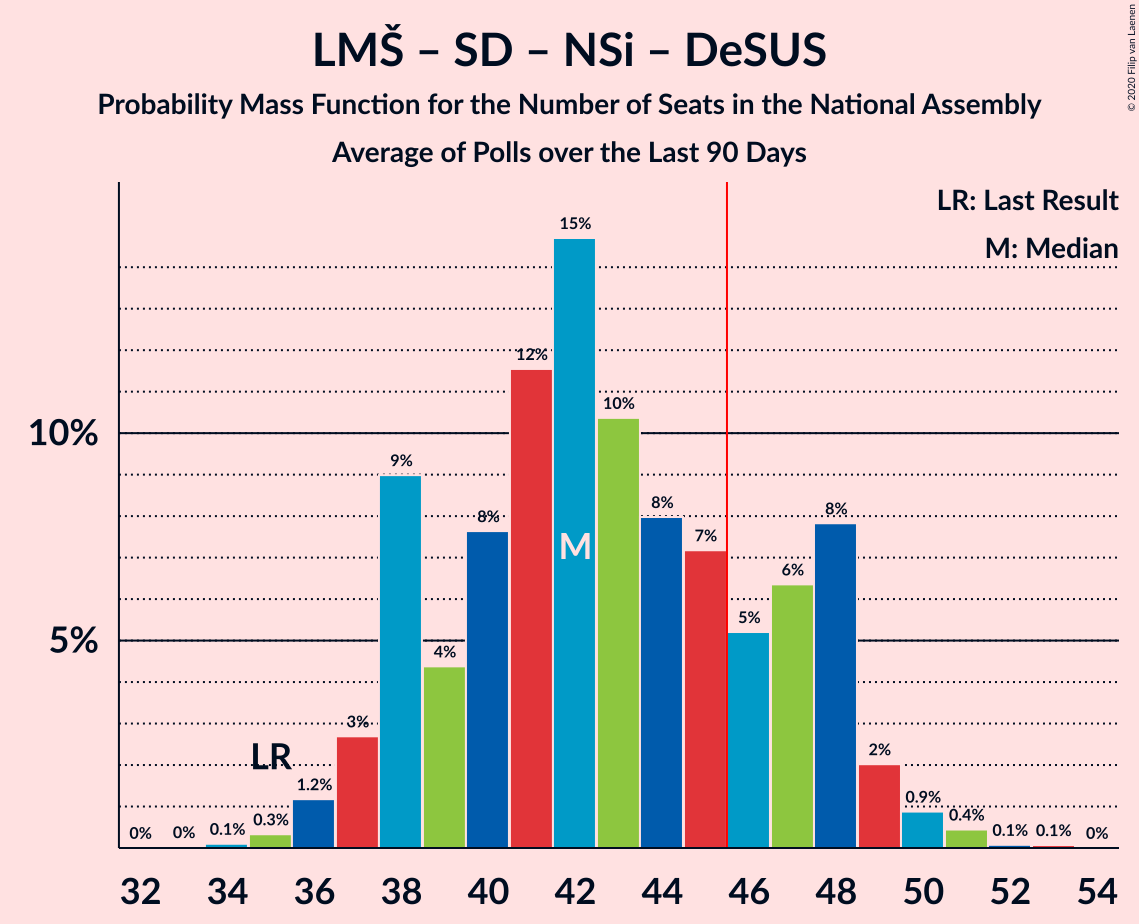 LMŠ – SD – NSi – DeSUS
Probability Mass Function for the Number of Seats in the National Assembly
Average of Polls over the Last 90 Days
© 2020 Filip van Laenen
LR: Last Result
M: Median
15%
12%
10%
10%
9%
8%
8%
8%
7%
M
6%
5%
5%
4%
3%
LR
2%
1.2%
0.9%
0.4%
0.3%
0% 0% 0.1% 0.1% 0.1% 0%
32 34 36 38 40 42 44 46 48 50 52 54